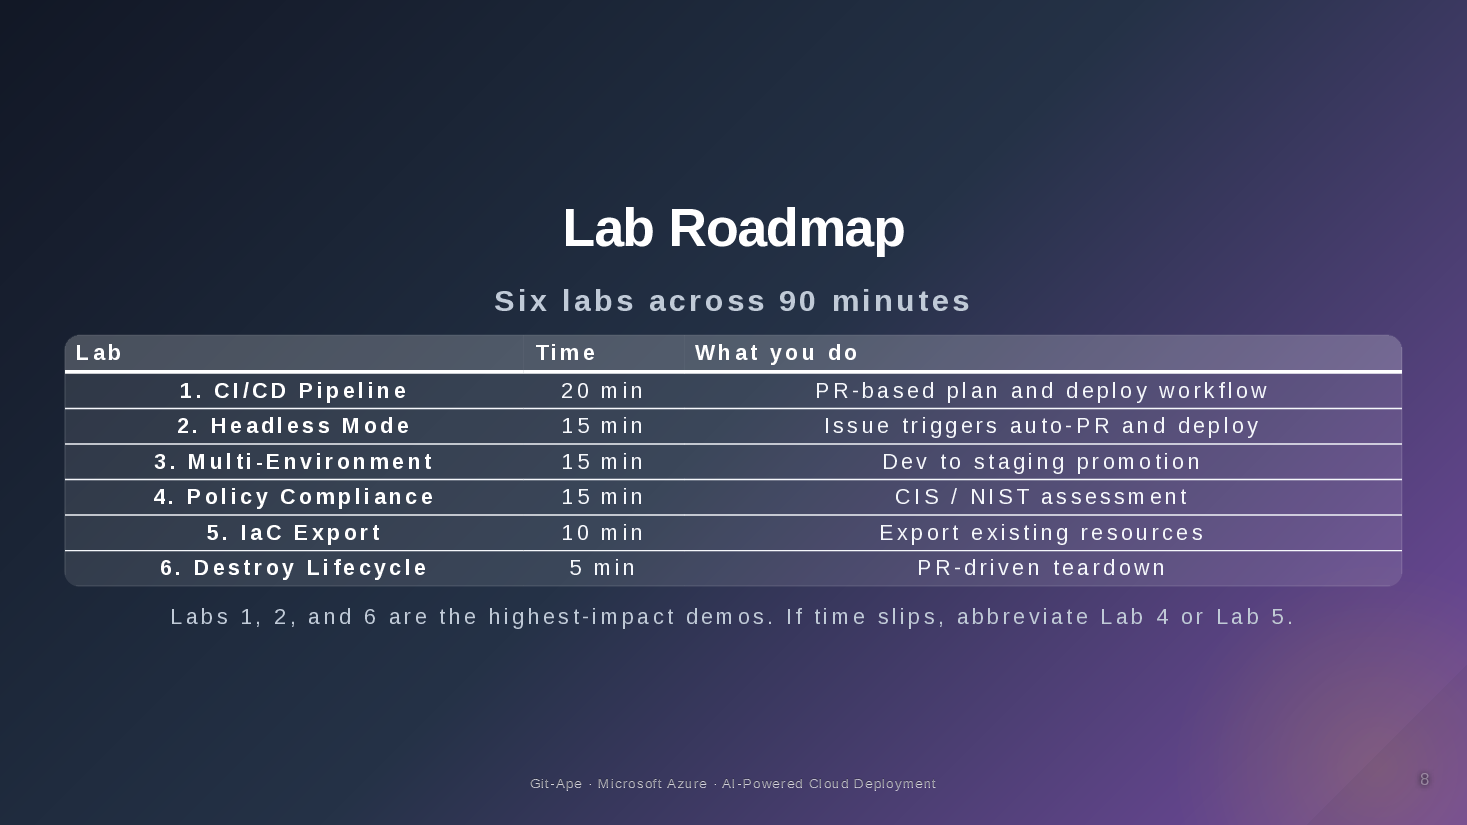 Lab Roadmap
Six labs across 90 minutes
Lab Time What you do
1. CI/CD Pipeline 20 min PR-based plan and deploy workflow
2. Headless Mode 15 min Issue triggers auto-PR and deploy
3. Multi-Environment 15 min Dev to staging promotion
4. Policy Compliance 15 min CIS / NIST assessment
5. IaC Export 10 min Export existing resources
6. Destroy Lifecycle 5 min PR-driven teardown
Labs 1, 2, and 6 are the highest-impact demos. If time slips, abbreviate Lab 4 or Lab 5.
Git-Ape · Microsoft Azure · AI-Powered Cloud Deployment
8